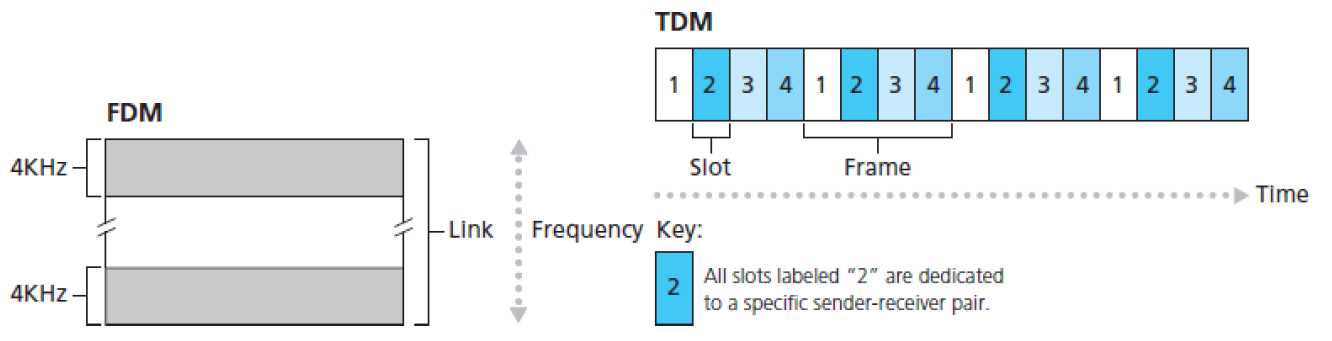 FDM
4KHz
4KHz
Link
Frequency
TDM
1 2 3 4 1 2 3 4 1 2 3 4 1 2 3 4
Slot
Frame
Time
Key:
2
All slots labeled “2” are dedicated
to a specific sender-receiver pair.